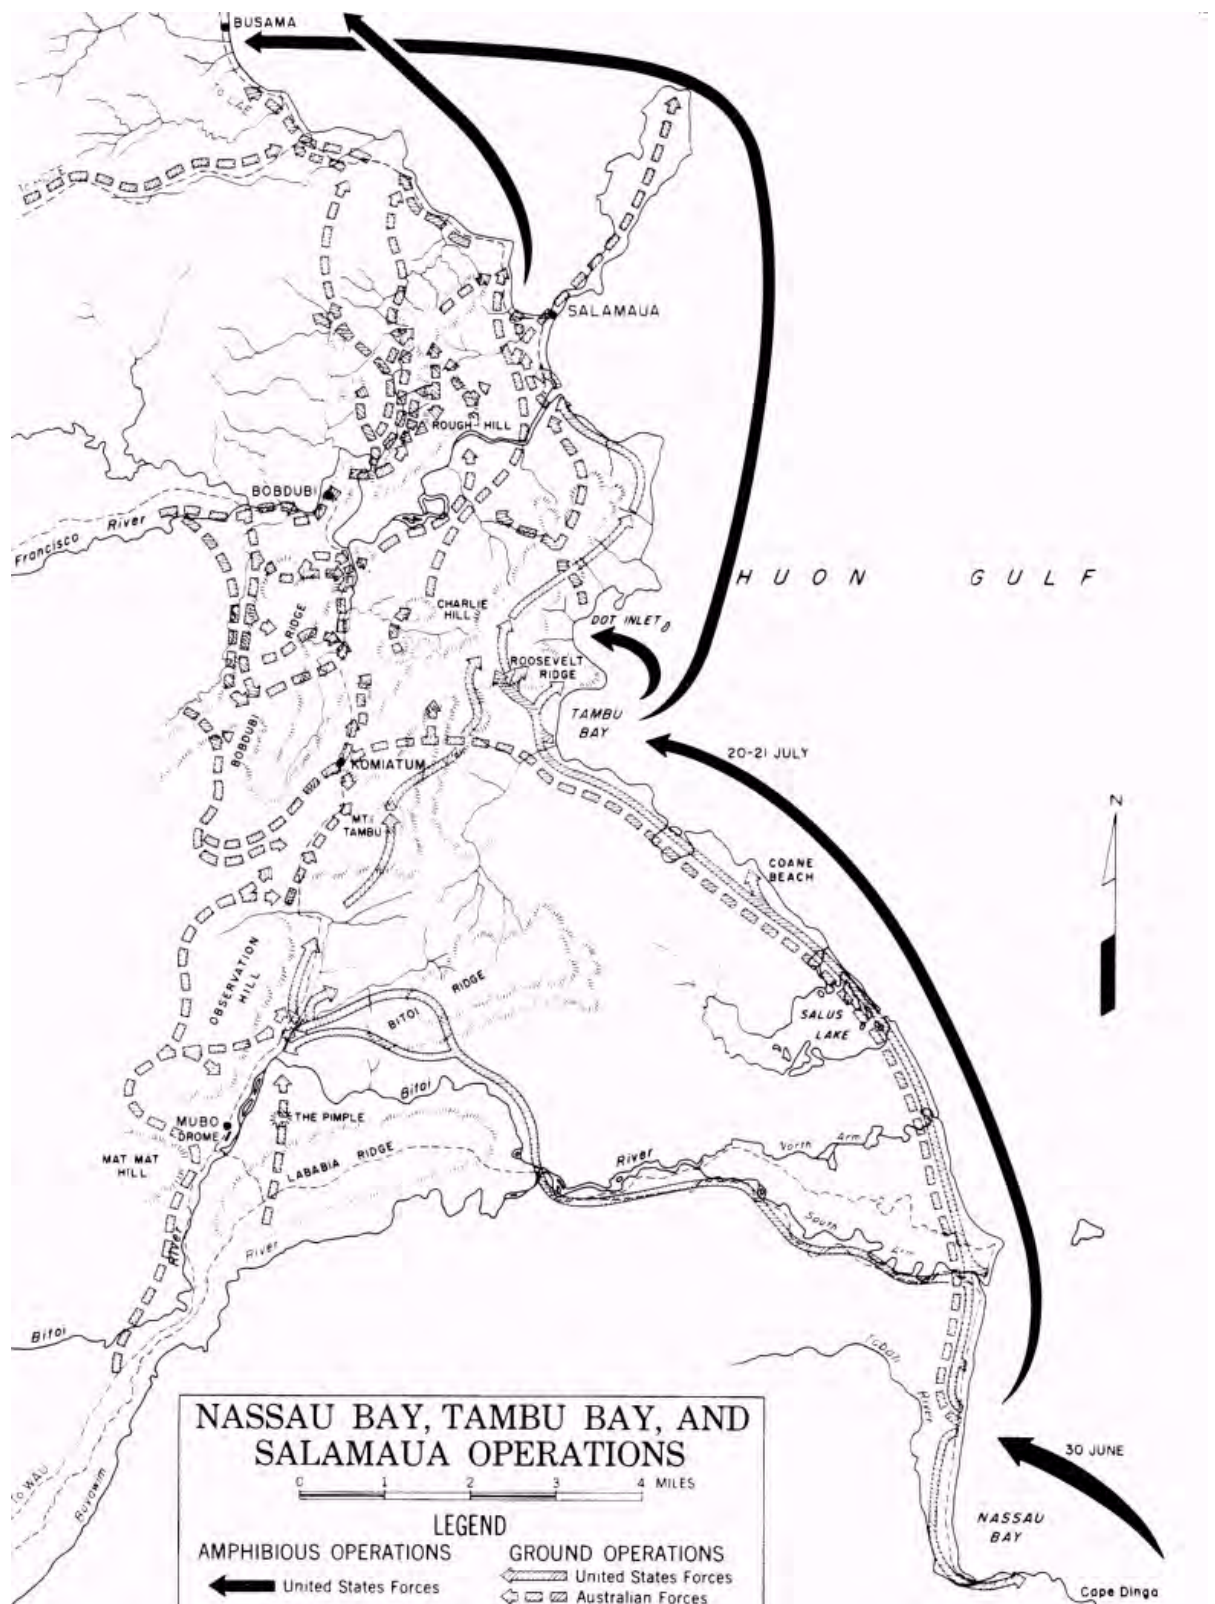 BUSAMA
To LAE
SALAMAUA
ROUGH HILL
BOBDUBI
Francisco River
HUON GULF
CHARLIE
HILL
DOT INLET
RIDGE
ROOSEVELT
RIDGE
BOBDUBI
TAMBU
BAY
20-21 JULY
KOMIATUM
N
MT.
TAMBU
COANE
BEACH
OBSERVATION
HILL
RIDGE
BITOI
SALUS
LAKE
Bitoi
MUBO
DROME
THE PIMPLE
River
North Arm
MAT MAT
HILL
LABABIA RIDGE
South Arm
River
River
Bitoi
River
30 JUNE
To WAU
NASSAU
BAY
Cape Dinga
NASSAU BAY, TAMBU BAY, AND
SALAMAUA OPERATIONS
0 1 2 3 4 MILES
LEGEND
AMPHIBIOUS OPERATIONS
United States Forces
GROUND OPERATIONS
United States Forces
Australian Forces